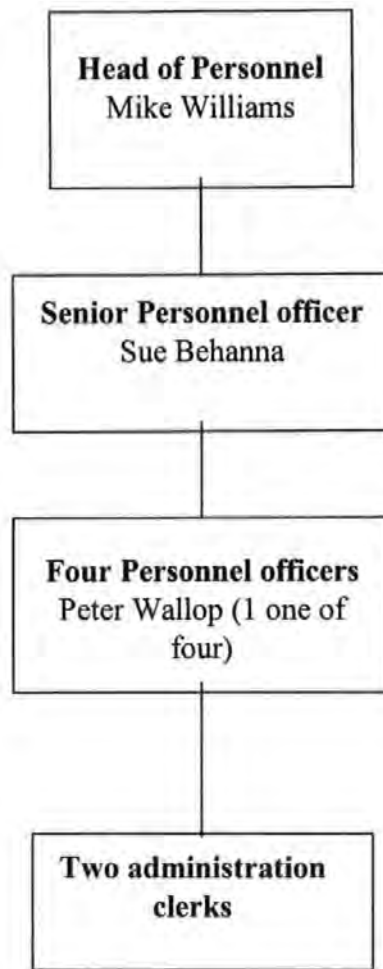 Head of Personnel
Mike Williams
Senior Personnel officer
Sue Behanna
Four Personnel officers
Peter Wallop (1 one of
four)
Two administration
clerks